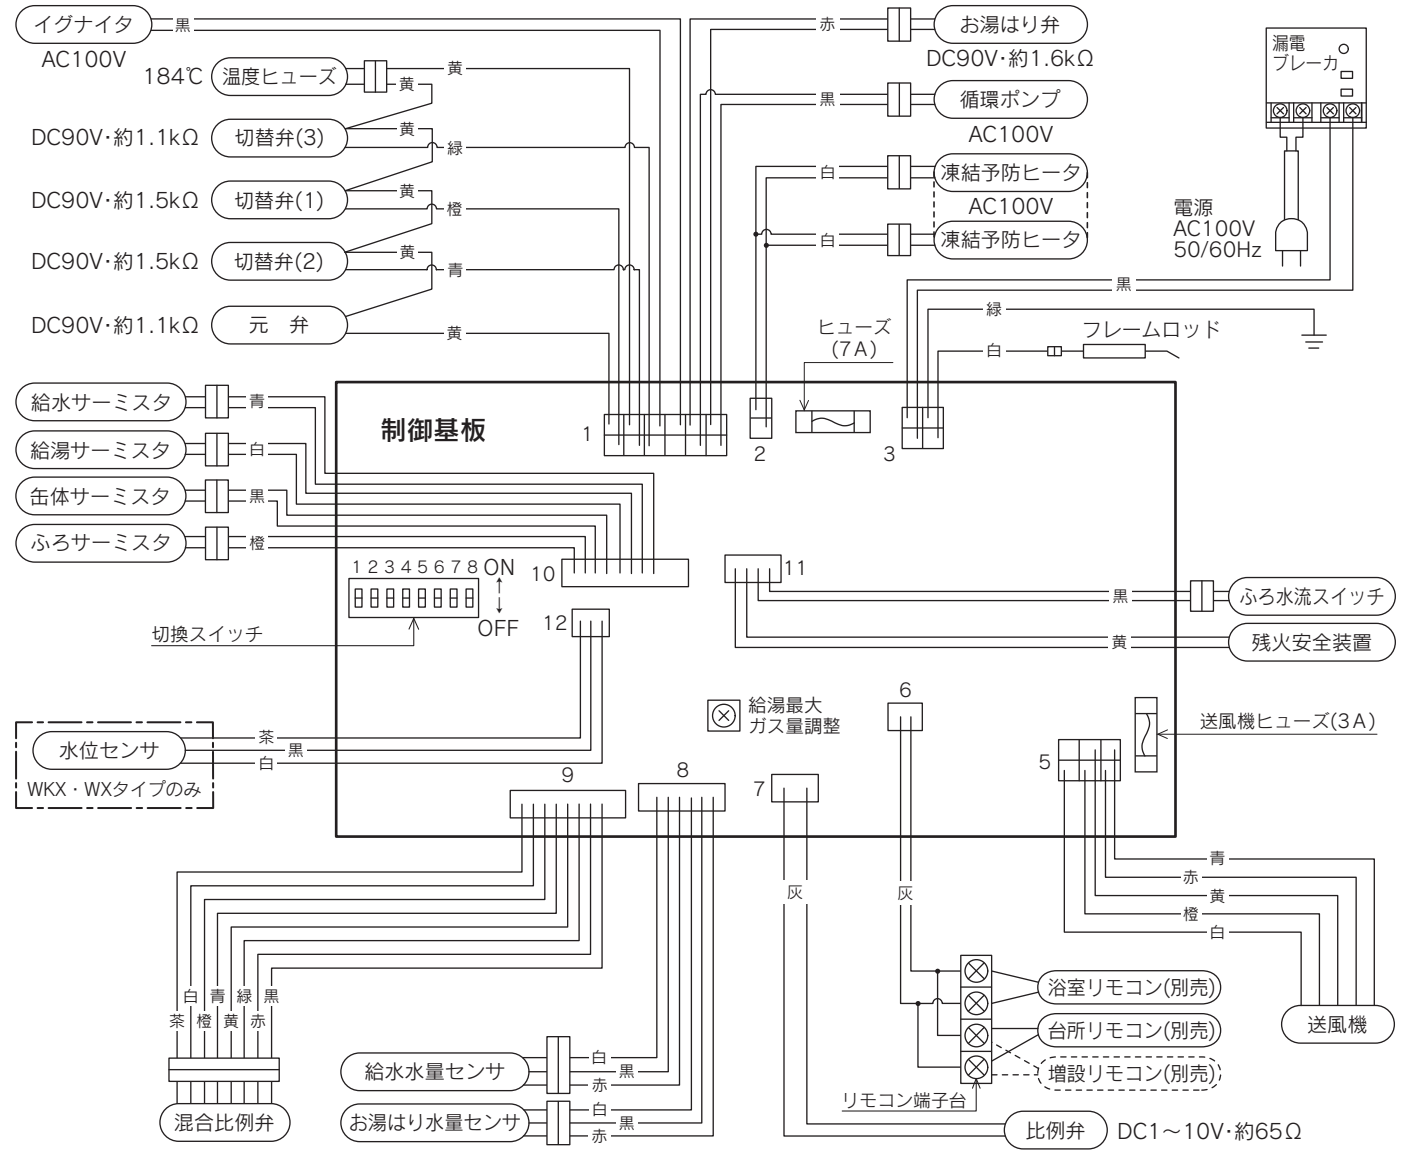 イグナイタ
黒
AC100V
184℃
温度ヒューズ
黄
黄
DC90V･約1.1kΩ
切替弁(3)
黄
緑
DC90V･約1.5kΩ
切替弁(1)
黄
橙
DC90V･約1.5kΩ
切替弁(2)
黄
青
DC90V･約1.1kΩ
元　弁
黄
赤
お湯はり弁
DC90V･約1.6kΩ
黒
循環ポンプ
AC100V
白
凍結予防ヒータ
AC100V
白
凍結予防ヒータ
漏電
ブレーカ
電源
AC100V
50/60Hz
黒
緑
白
フレームロッド
ヒューズ
(7A)
給水サーミスタ
青
給湯サーミスタ
白
缶体サーミスタ
黒
ふろサーミスタ
橙
制御基板
1
2
3
1 2 3 4 5 6 7 8 ON
OFF
切換スイッチ
10
12
11
黒
ふろ水流スイッチ
黄
残火安全装置
給湯最大
ガス量調整
6
送風機ヒューズ(3A)
5
水位センサ
茶
黒
白
WKX・WXタイプのみ
9
8
7
青
赤
黄
橙
白
送風機
灰
灰
白 青 緑 黒
茶 橙 黄 赤
混合比例弁
給水水量センサ
白
黒
赤
お湯はり水量センサ
白
黒
赤
浴室リモコン(別売)
台所リモコン(別売)
増設リモコン(別売)
リモコン端子台
比例弁
DC1～10V･約65Ω